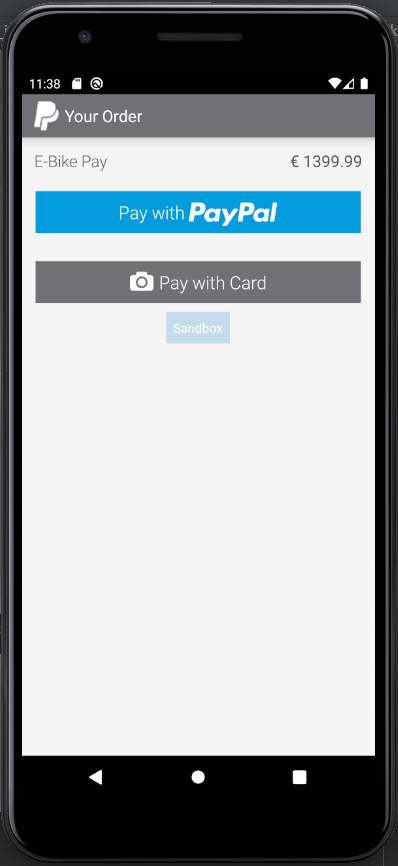 11:38
Your Order
E-Bike Pay € 1399.99
Pay with PayPal
Pay with Card
Sandbox